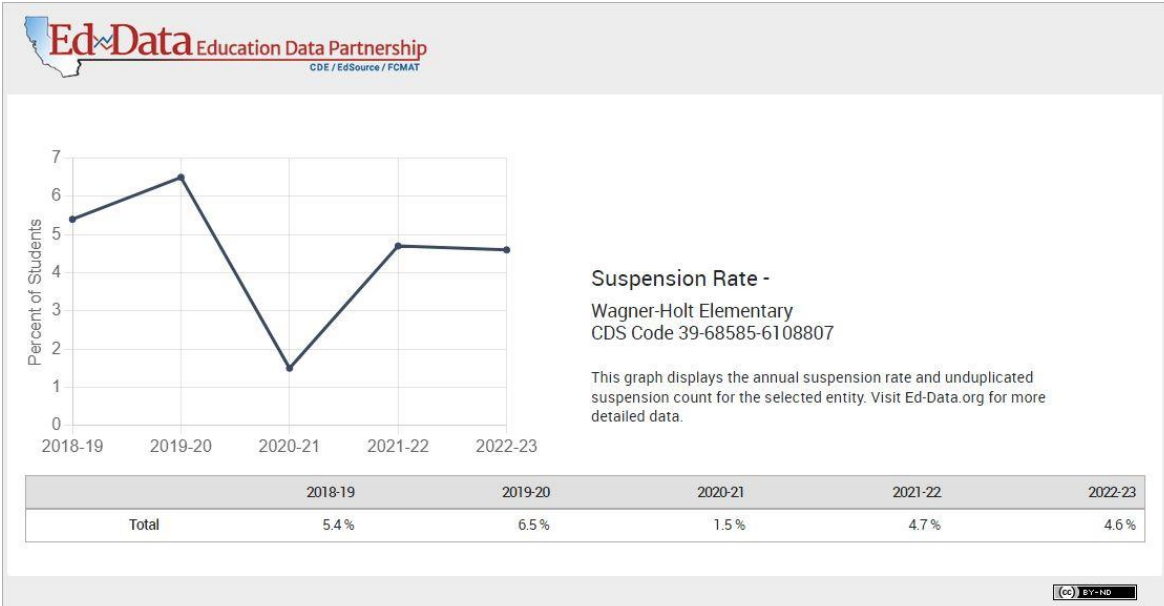 Ed Data Education Data Partnership
CDE / EdSource / FCMAT
7
6
5
4
3
2
1
0
Percent of Students
2018-19 2019-20 2020-21 2021-22 2022-23
Suspension Rate -
Wagner-Holt Elementary
CDS Code 39-68585-6108807
This graph displays the annual suspension rate and unduplicated
suspension count for the selected entity. Visit Ed-Data.org for more
detailed data.
2018-19 2019-20 2020-21 2021-22 2022-23
Total 5.4 % 6.5 % 1.5 % 4.7 % 4.6 %
(cc) BY-ND